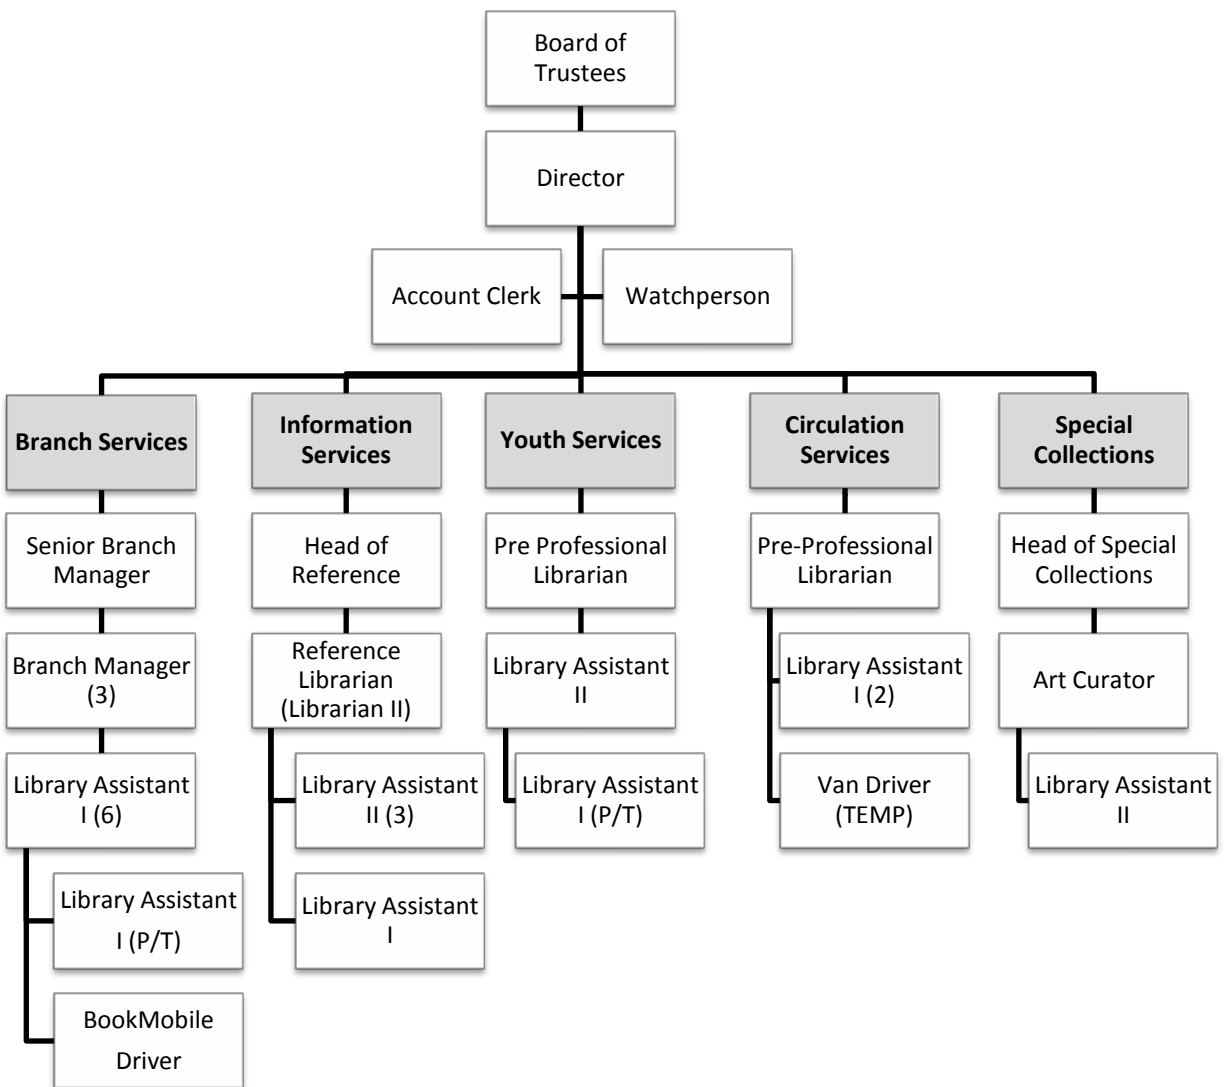 Board of
Trustees
Director
Account Clerk
Watchperson
Branch Services
Information
Services
Youth Services
Circulation
Services
Special
Collections
Senior Branch
Manager
Head of
Reference
Pre Professional
Librarian
Pre-Professional
Librarian
Head of Special
Collections
Branch Manager
(3)
Reference
Librarian
(Librarian II)
Library Assistant
II
Library Assistant
I (2)
Art Curator
Library Assistant
I (6)
Library Assistant
II (3)
Library Assistant
I (P/T)
Van Driver
(TEMP)
Library Assistant
II
Library Assistant
I (P/T)
Library Assistant
I
BookMobile
Driver